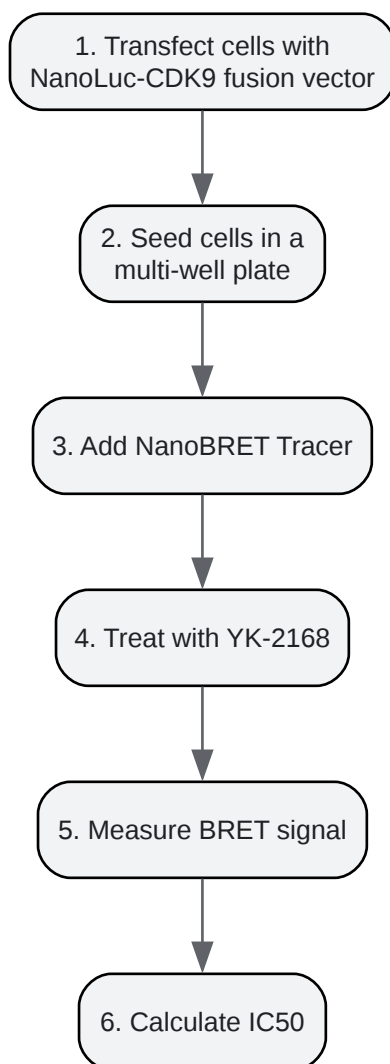 1. Transfect cells with
NanoLuc-CDK9 fusion vector
2. Seed cells in a
multi-well plate
3. Add NanoBRET Tracer
4. Treat with YK-2168
5. Measure BRET signal
6. Calculate IC50